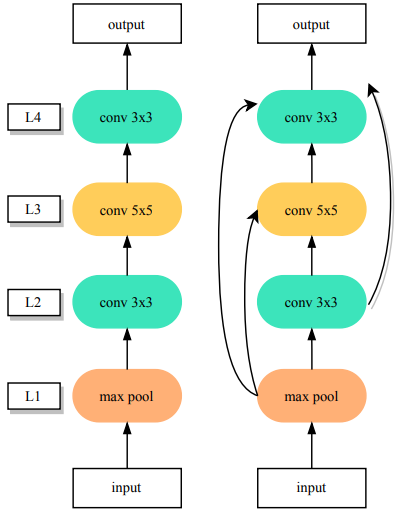 output output
L4 conv 3x3 conv 3x3
L3 conv 5x5 conv 5x5
L2 conv 3x3 conv 3x3
L1 max pool max pool
input input